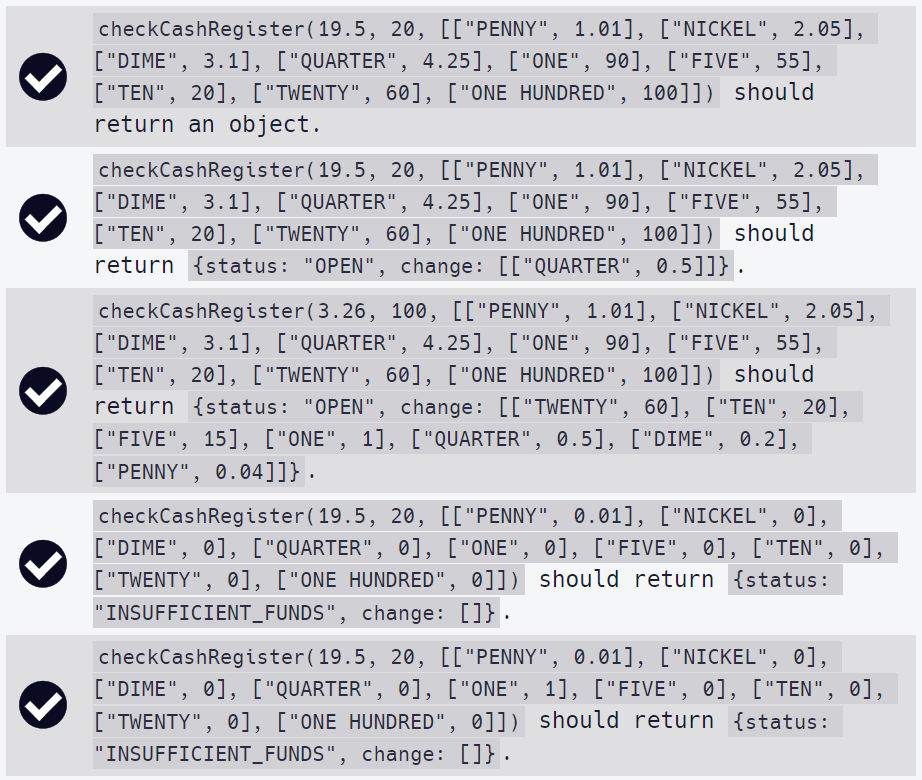 checkCashRegister(19.5, 20, [["PENNY", 1.01], ["NICKEL", 2.05],
["DIME", 3.1], ["QUARTER", 4.25], ["ONE", 90], ["FIVE", 55],
["TEN", 20], ["TWENTY", 60], ["ONE HUNDRED", 100]]) should
return an object.
checkCashRegister(19.5, 20, [["PENNY", 1.01], ["NICKEL", 2.05],
["DIME", 3.1], ["QUARTER", 4.25], ["ONE", 90], ["FIVE", 55],
["TEN", 20], ["TWENTY", 60], ["ONE HUNDRED", 100]]) should
return {status: "OPEN", change: [["QUARTER", 0.5]]}.
checkCashRegister(3.26, 100, [["PENNY", 1.01], ["NICKEL", 2.05],
["DIME", 3.1], ["QUARTER", 4.25], ["ONE", 90], ["FIVE", 55],
["TEN", 20], ["TWENTY", 60], ["ONE HUNDRED", 100]]) should
return {status: "OPEN", change: [["TWENTY", 60], ["TEN", 20],
["FIVE", 15], ["ONE", 1], ["QUARTER", 0.5], ["DIME", 0.2],
["PENNY", 0.04]]}.
checkCashRegister(19.5, 20, [["PENNY", 0.01], ["NICKEL", 0],
["DIME", 0], ["QUARTER", 0], ["ONE", 0], ["FIVE", 0], ["TEN", 0],
["TWENTY", 0], ["ONE HUNDRED", 0]]) should return {status:
"INSUFFICIENT_FUNDS", change: []}.
checkCashRegister(19.5, 20, [["PENNY", 0.01], ["NICKEL", 0],
["DIME", 0], ["QUARTER", 0], ["ONE", 1], ["FIVE", 0], ["TEN", 0],
["TWENTY", 0], ["ONE HUNDRED", 0]]) should return {status:
"INSUFFICIENT_FUNDS", change: []}.